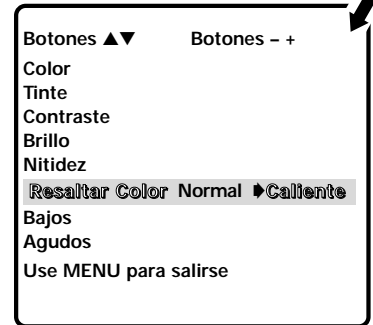 Botones ▲▼ Botones – +
Color
Tinte
Contraste
Brillo
Nitidez
Resaltar Color Normal ➧Caliente
Bajos
Agudos
Use MENU para salirse